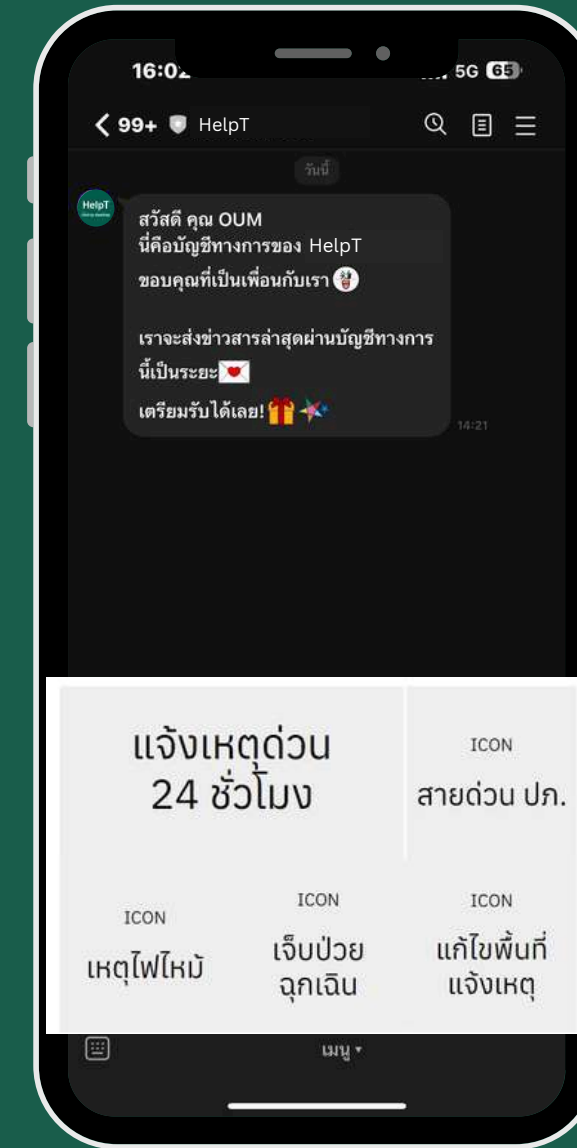 16:02
5G 65
99+ HelpT
วันนี้
HelpT
สวัสดี คุณ OUM
นี่คือบัญชีทางการของ HelpT
ขอบคุณที่เป็นเพื่อนกับเรา
เราจะส่งข่าวสารล่าสุดผ่านบัญชีทางการ
นี้เป็นระยะ
เตรียมรับได้เลย!
14:21
แจ้งเหตุด่วน
24 ชั่วโมง
ICON
สายด่วน ปภ.
ICON
เหตุไฟไหม้
ICON
เจ็บป่วย
ฉุกเฉิน
ICON
แก้ไขพื้นที่
แจ้งเหตุ
เมนู